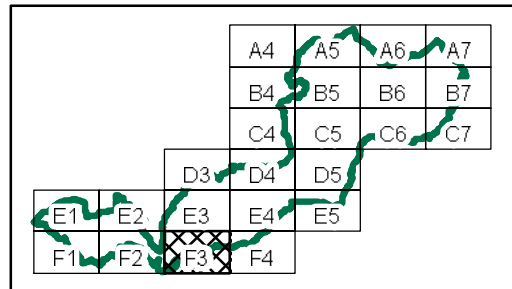 A4 A5 A6 A7
B4 B5 B6 B7
C4 C5 C6 C7
D3 D4 D5
E1 E2 E3 E4 E5
F1 F2 F3 F4